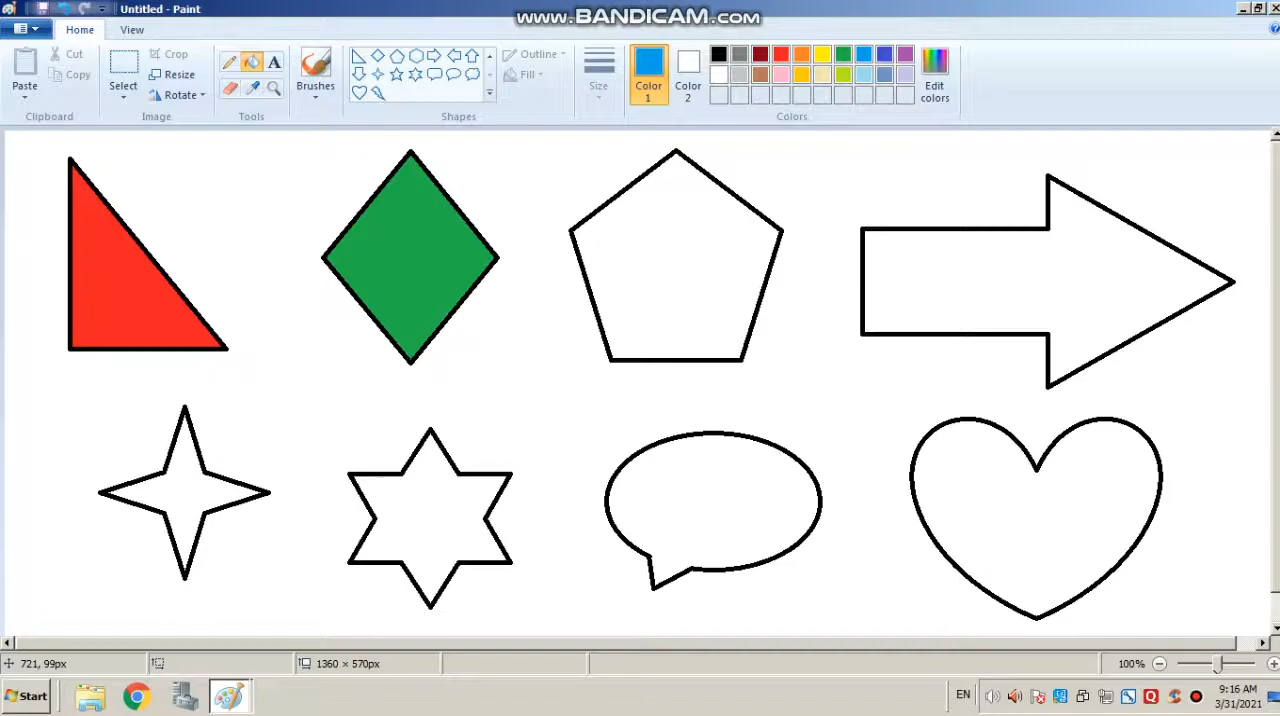 Untitled - Paint
www.BANDICAM.com
Home
View
Paste
Cut
Copy
Clipboard
Select
Crop
Resize
Rotate
Image
A
Tools
Brushes
Outline
Fill
Shapes
Size
Color
1
Color
2
Edit
colors
Colors
721, 99px
1360 × 570px
100%
Start
EN
9:16 AM
3/31/2021